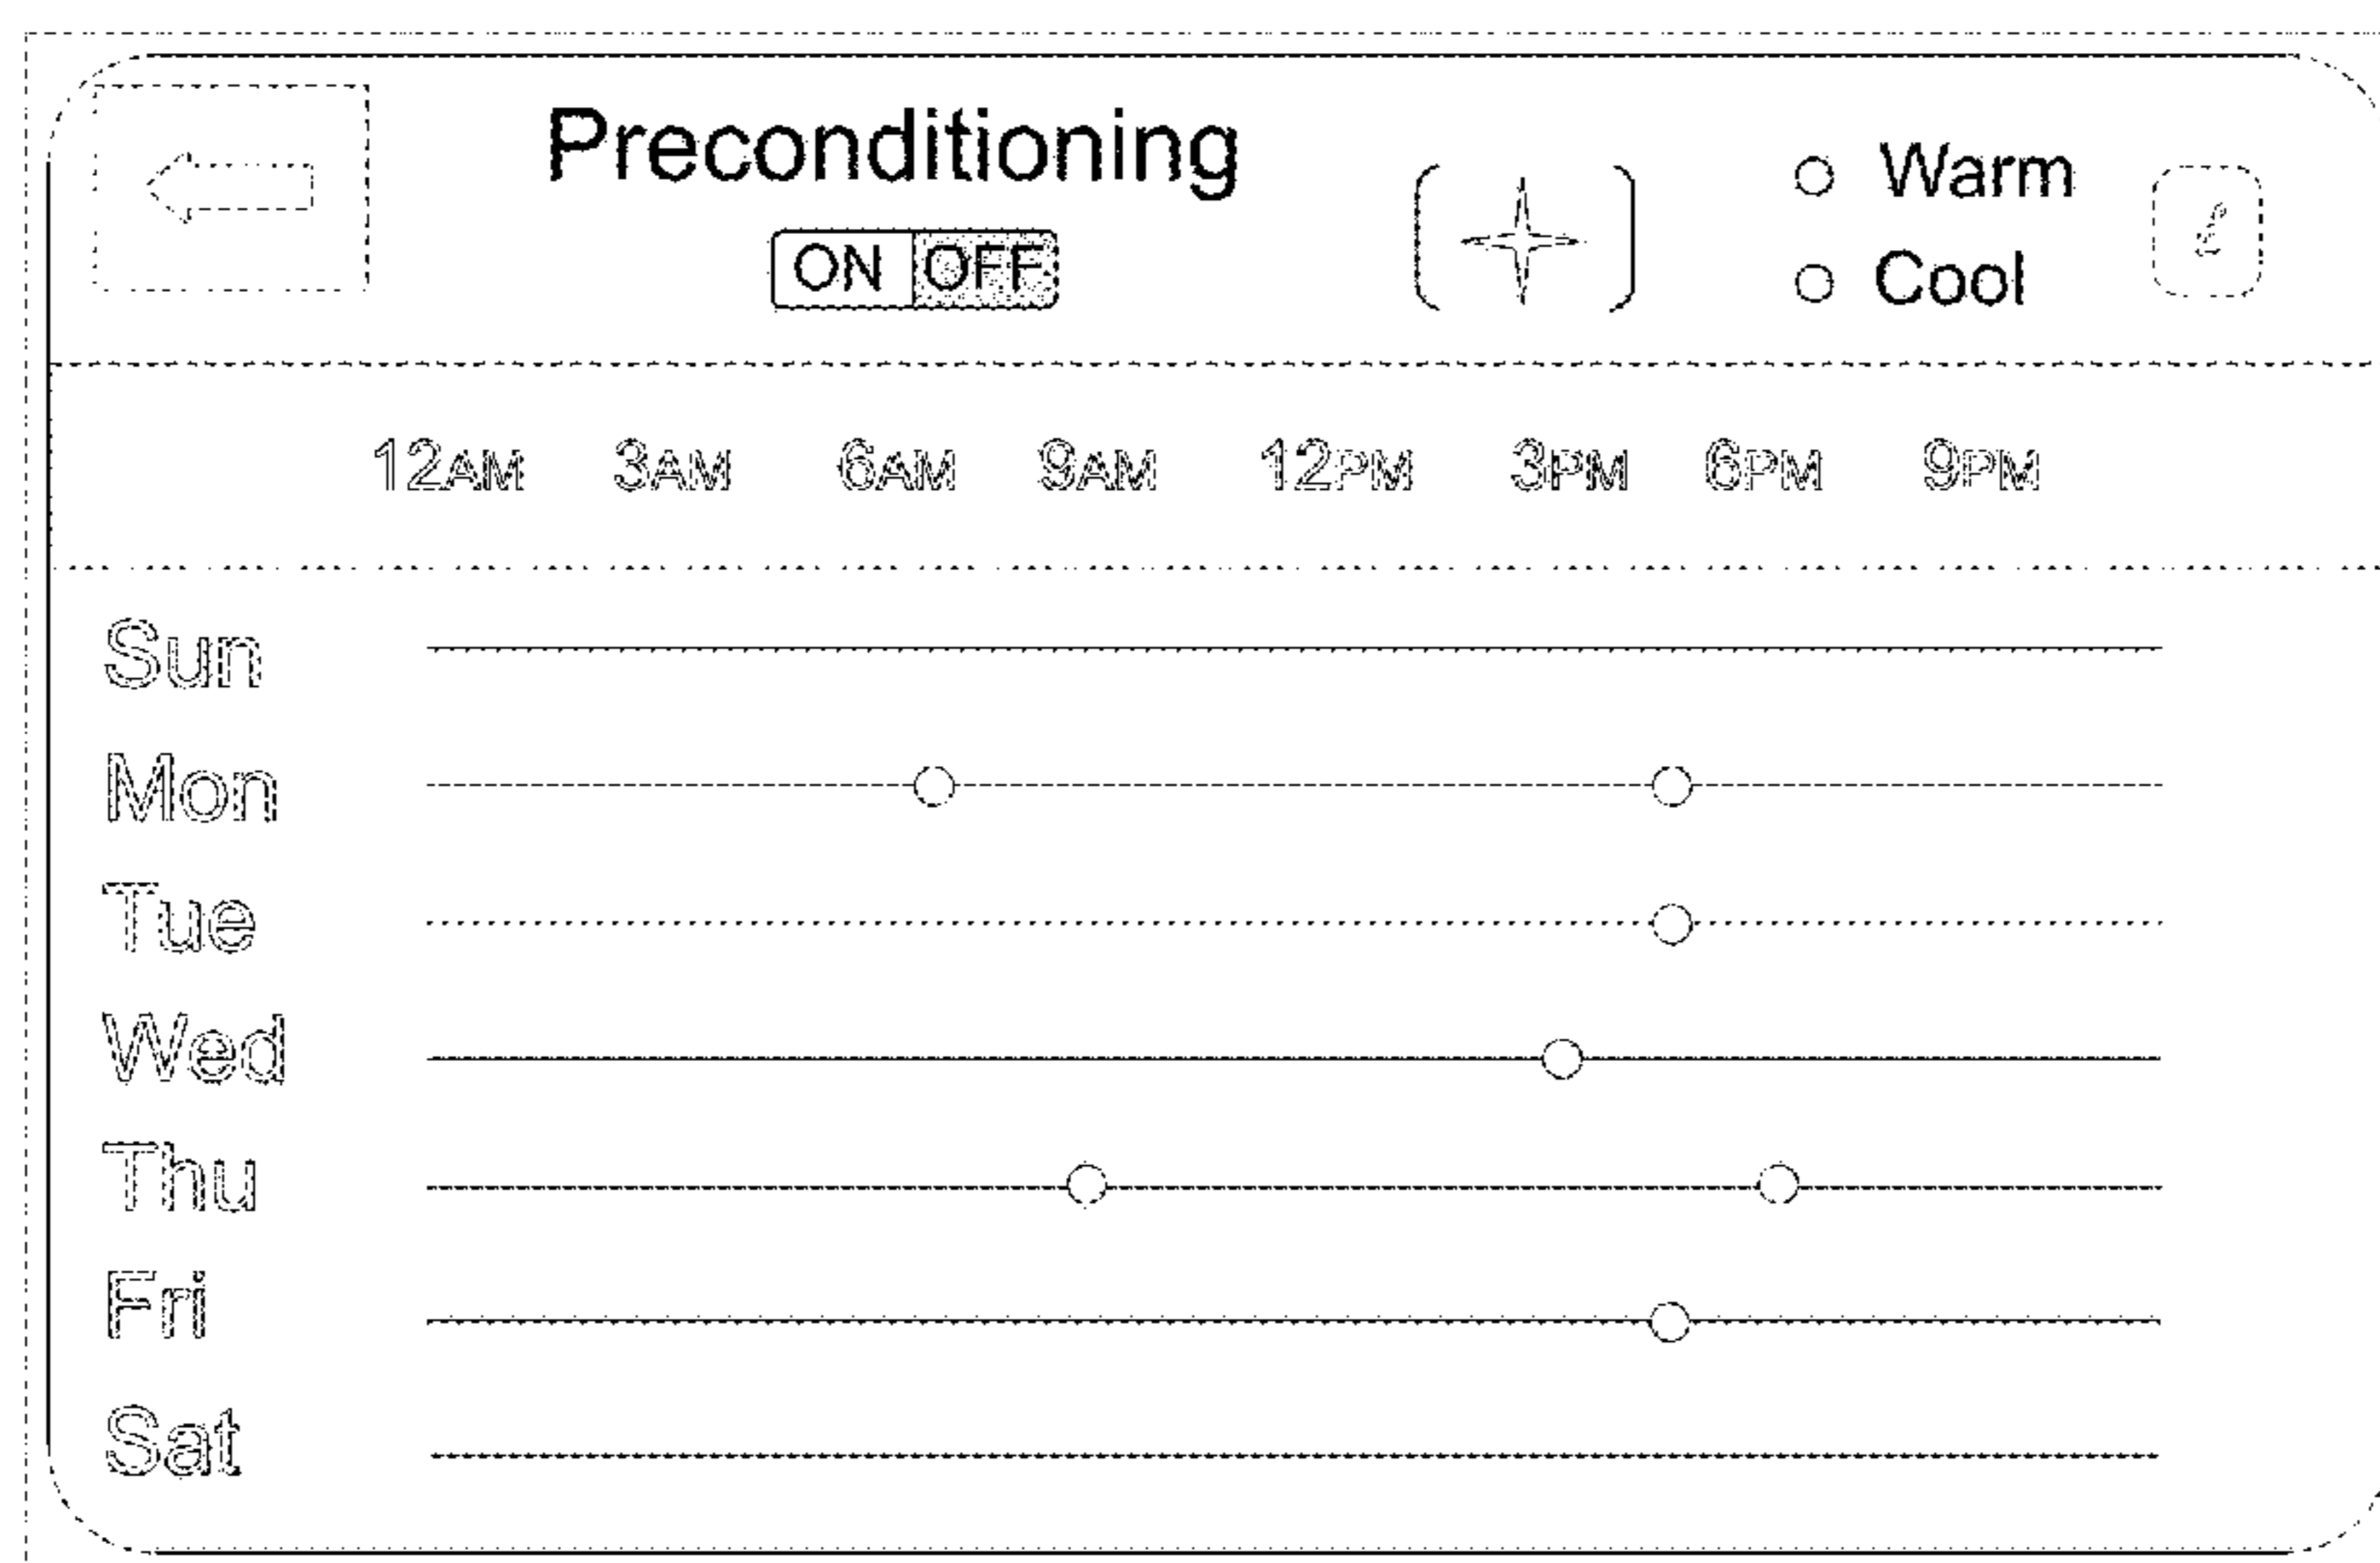 Preconditioning
ON OFF
Warm
Cool
12AM 3AM 6AM 9AM 12PM 3PM 6PM 9PM
Sun
Mon
Tue
Wed
Thu
Fri
Sat